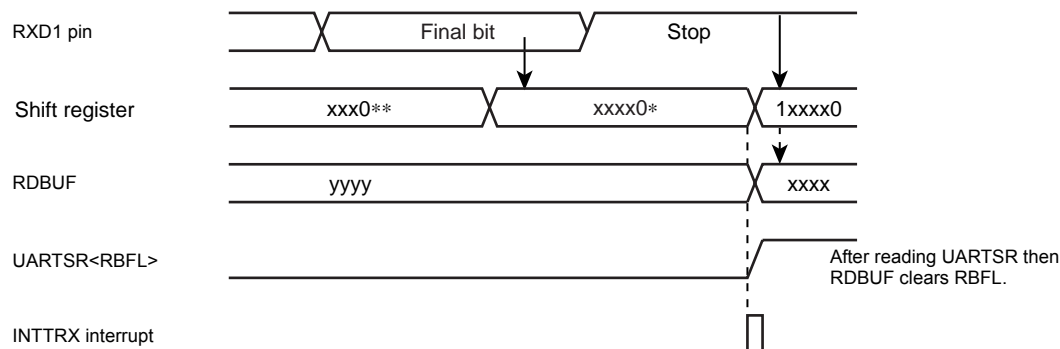 RXD1 pin
Final bit
Stop
Shift register
xxx0**
xxxx0*
1xxxx0
RDBUF
yyyy
xxxx
UARTSR<RBFL>
After reading UARTSR then
RDBUF clears RBFL.
INTTRX interrupt